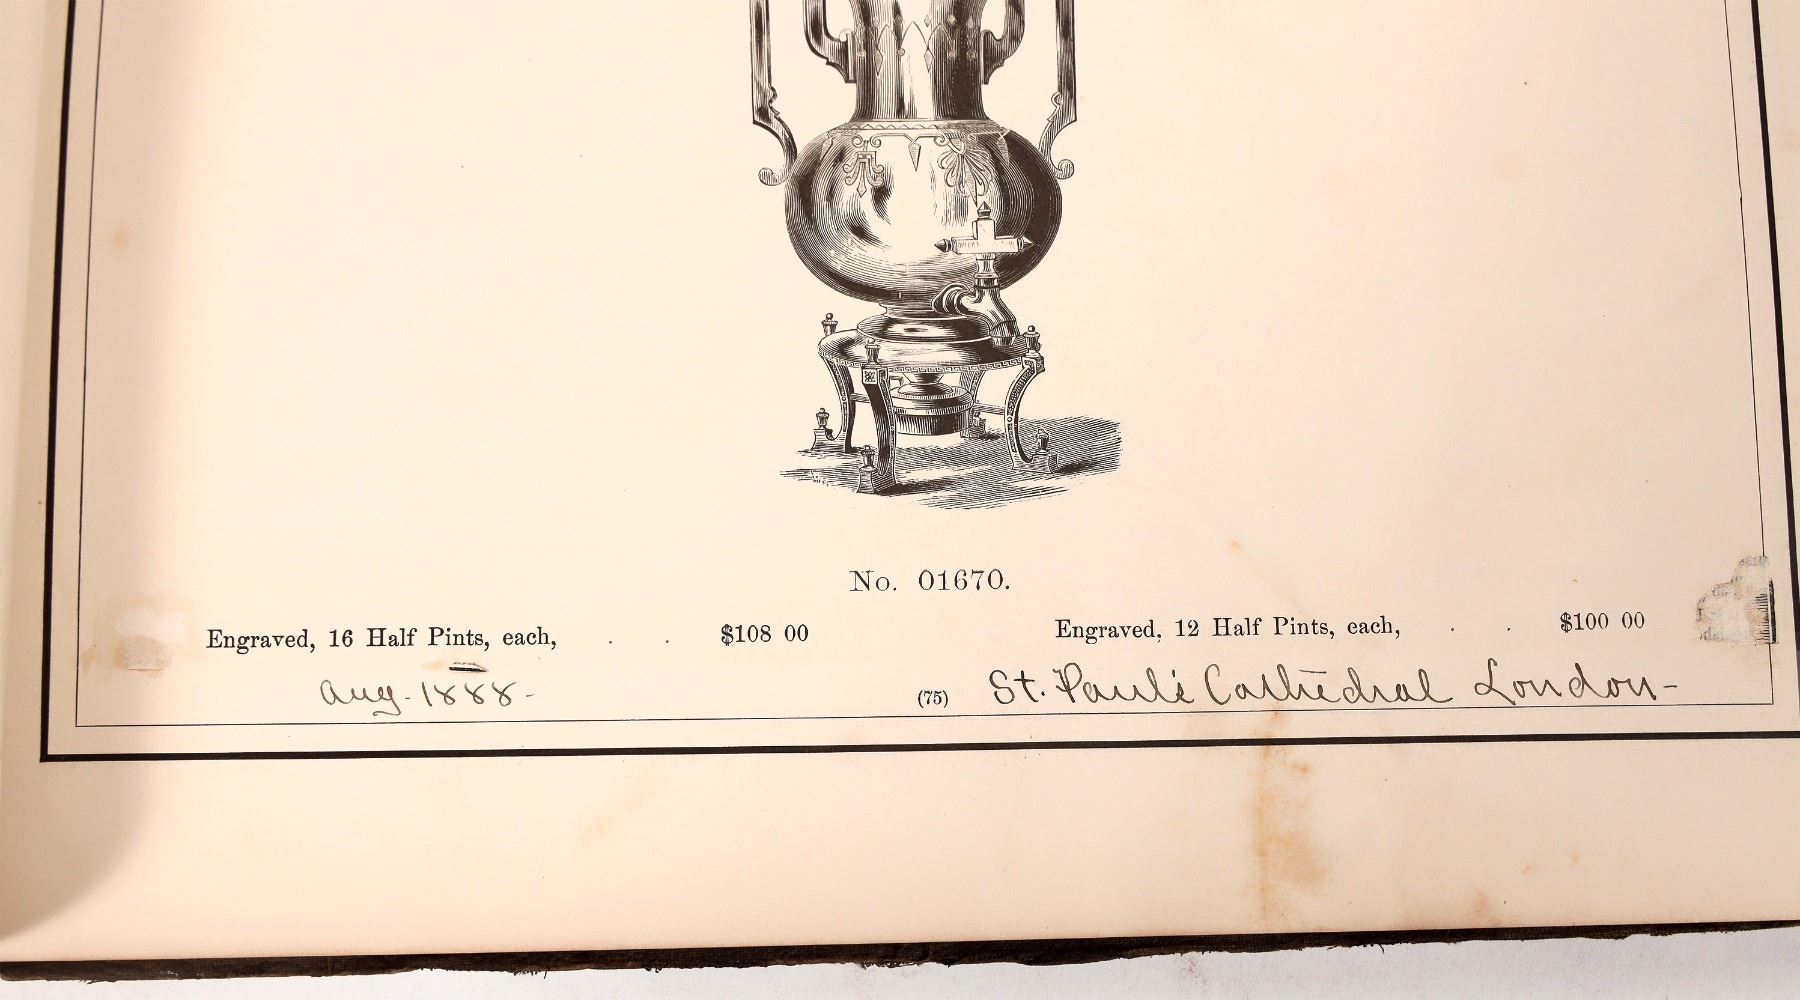 No. 01670.
Engraved, 16 Half Pints, each, . . $108 00
Engraved, 12 Half Pints, each, . . $100 00
Aug. 1888-
(75)
St. Paul's Cathedral London-